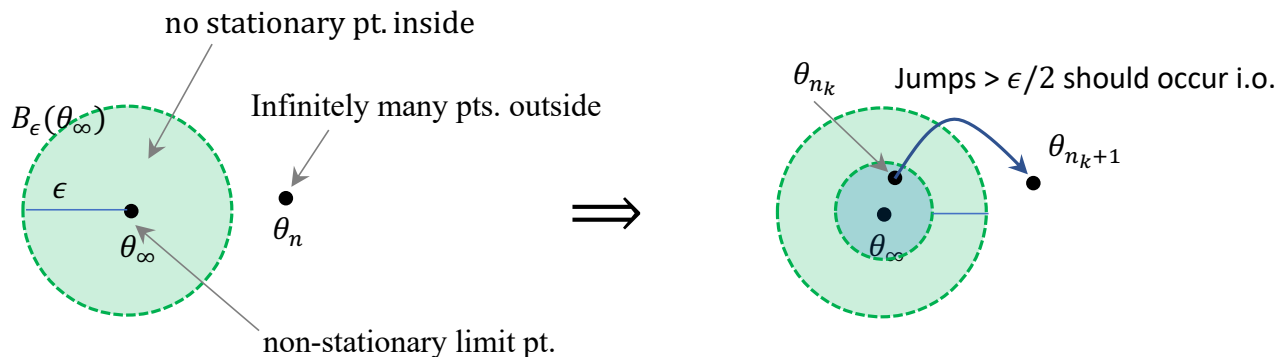 no stationary pt. inside
B_ϵ(θ_∞)
Infinitely many pts. outside
ϵ
θ_∞
θ_n
non-stationary limit pt.
⟹
θ_{n_k}
Jumps > ϵ/2 should occur i.o.
θ_{n_k+1}
θ_∞